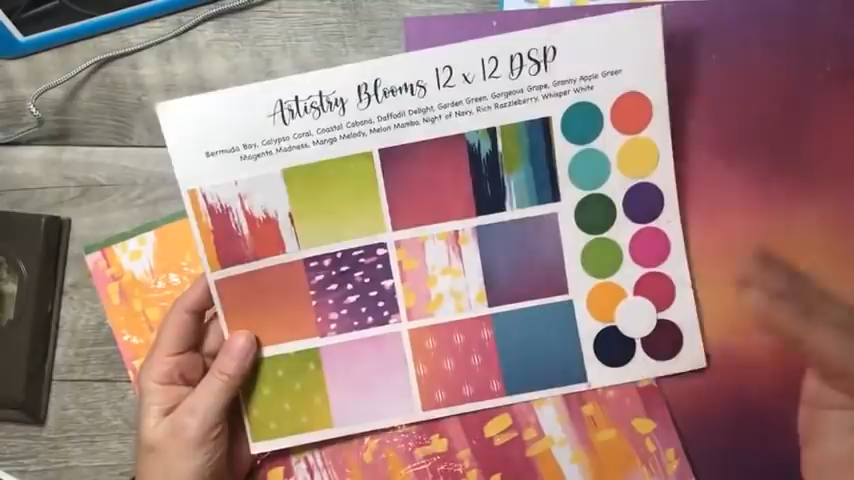 Artistry Blooms 12 x 12 DSP
Bermuda Bay, Calypso Coral, Coastal Cabana, Daffodil Delight, Garden Green, Gorgeous Grape, Granny Apple Green
Magenta Madness, Mango Melody, Melon Mambo, Night of Navy, Rich Razzleberry, Whisper White